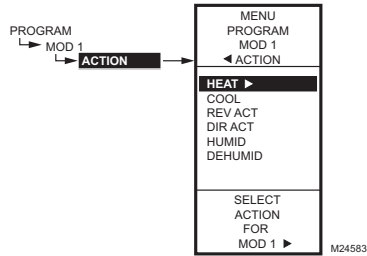 PROGRAM
MOD 1
ACTION
MENU
PROGRAM
MOD 1
◄ ACTION
HEAT ►
COOL
REV ACT
DIR ACT
HUMID
DEHUMID
SELECT
ACTION
FOR
MOD 1 ►
M24583